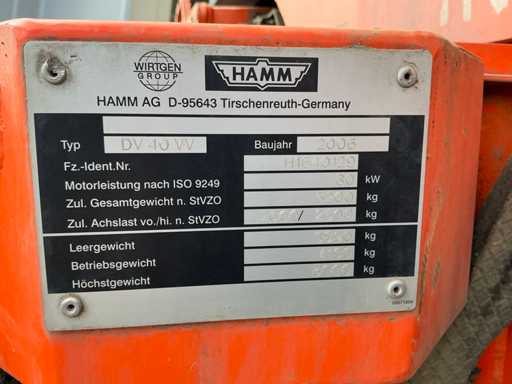 WIRTGEN
GROUP
HAMM
HAMM AG D-95643 Tirschenreuth-Germany
Typ DV 40 VV Baujahr 2006
Fz.-Ident.Nr.
Motorleistung nach ISO 9249 80 kW
Zul. Gesamtgewicht n. StVZO kg
Zul. Achslast vo./hi. n. StVZO / kg
Leergewicht kg
Betriebsgewicht kg
Höchstgewicht kg